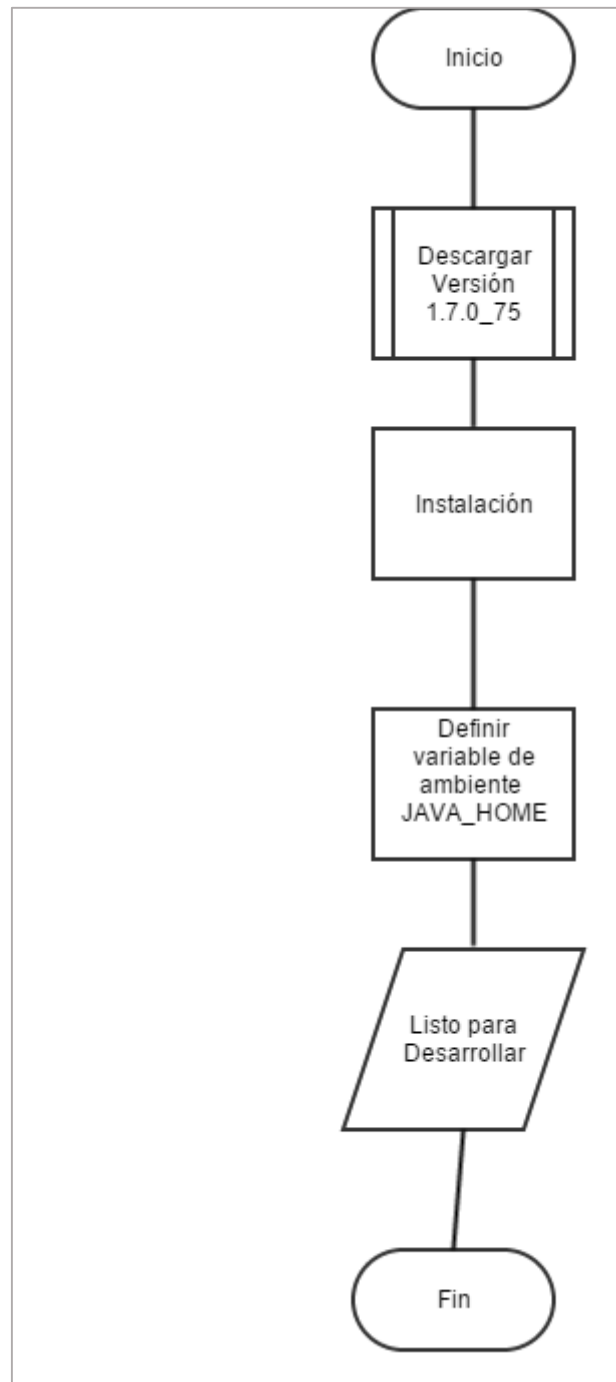 Inicio
Descargar
Versión
1.7.0_75
Instalación
Definir
variable de
ambiente
JAVA_HOME
Listo para
Desarrollar
Fin